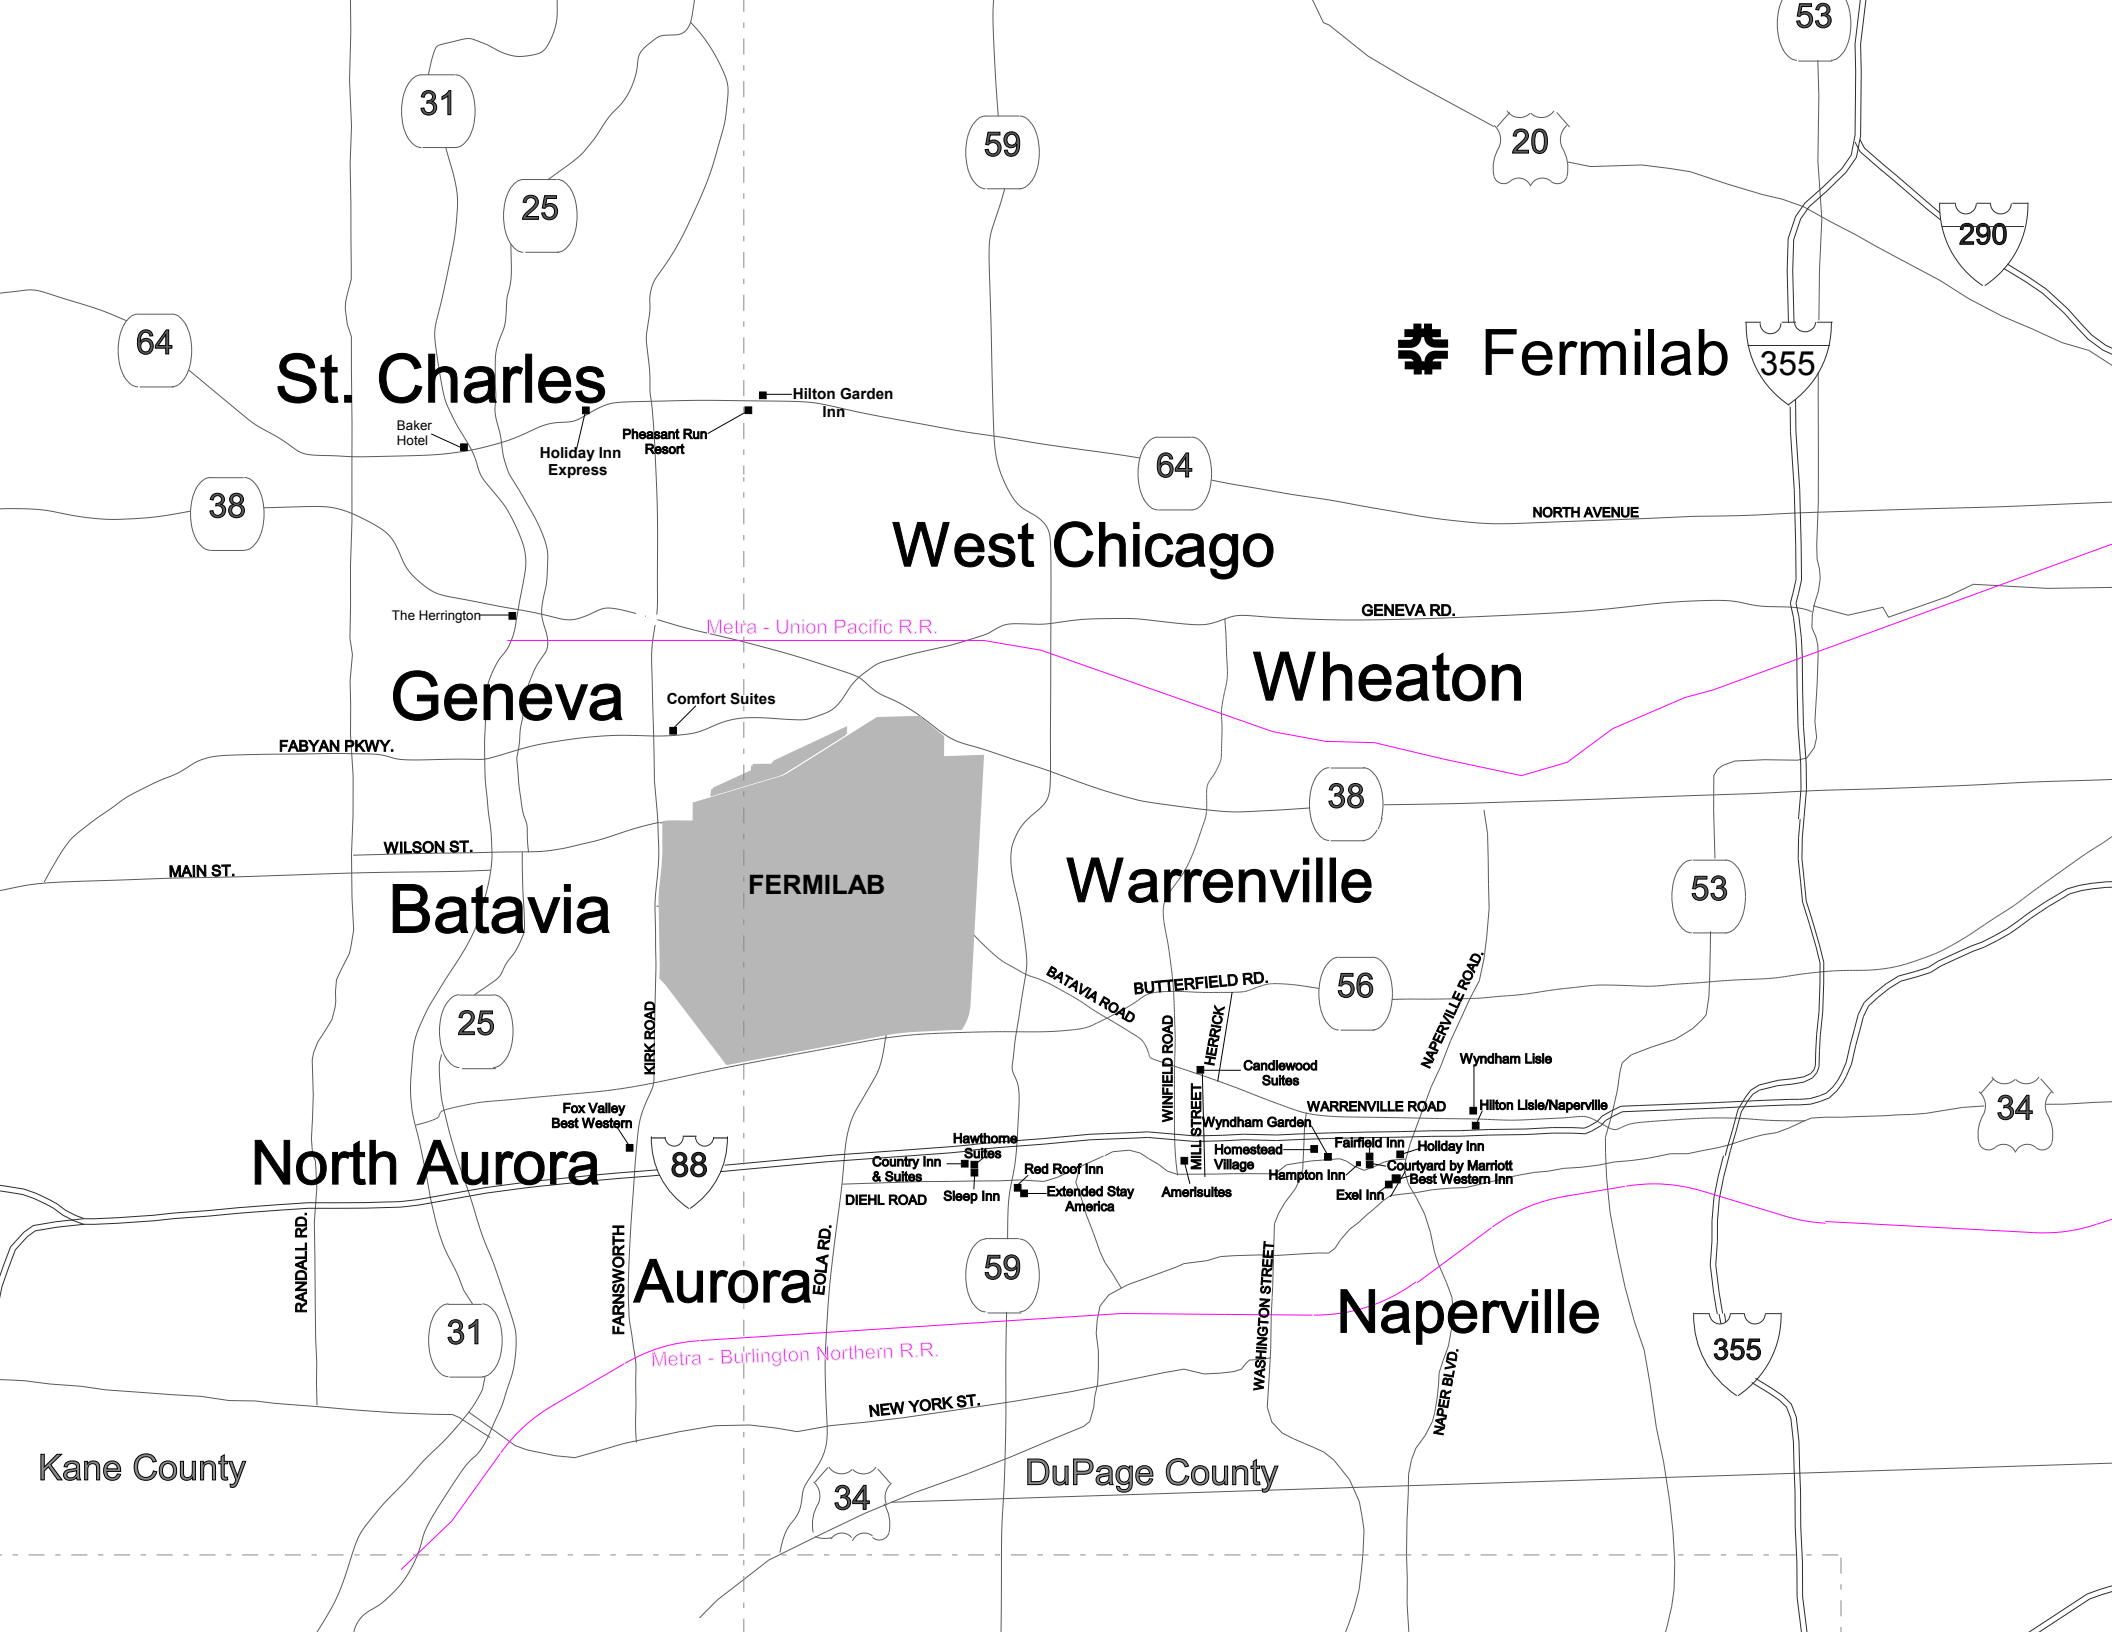 53
31
59
20
25
290
64
Fermilab
355
St. Charles
Hilton Garden
Inn
Baker
Hotel
Pheasant Run
Resort
Holiday Inn
Express
64
38
NORTH AVENUE
West Chicago
The Herrington
GENEVA RD.
Metra - Union Pacific R.R.
Wheaton
Geneva
Comfort Suites
FABYAN PKWY.
38
WILSON ST.
MAIN ST.
FERMILAB
Warrenville
53
Batavia
BATAVIA ROAD
BUTTERFIELD RD.
56
NAPERVILLE ROAD.
25
KIRK ROAD
WINFIELD ROAD
HERRICK
Candlewood
Suites
Wyndham Lisle
MILL STREET
WARRENVILLE ROAD
Hilton Lisle/Naperville
34
Fox Valley
Best Western
Wyndham Garden
Hawthorne
Suites
Fairfield Inn
Holiday Inn
North Aurora
88
Country Inn
& Suites
Homestead
Village
Red Roof Inn
Courtyard by Marriott
Hampton Inn
Best Western Inn
DIEHL ROAD
Sleep Inn
Extended Stay
America
Amerisuites
Exel Inn
RANDALL RD.
FARNSWORTH
Aurora
EOLA RD.
59
WASHINGTON STREET
Naperville
31
355
Metra - Burlington Northern R.R.
NAPER BLVD.
NEW YORK ST.
Kane County
DuPage County
34